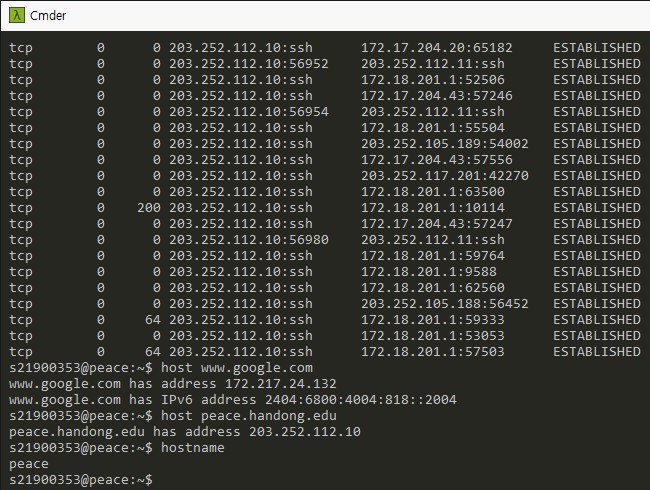 λ Cmder
tcp        0      0 203.252.112.10:ssh      172.17.204.20:65182     ESTABLISHED
tcp        0      0 203.252.112.10:56952    203.252.112.11:ssh      ESTABLISHED
tcp        0      0 203.252.112.10:ssh      172.18.201.1:52506      ESTABLISHED
tcp        0      0 203.252.112.10:ssh      172.17.204.43:57246     ESTABLISHED
tcp        0      0 203.252.112.10:56954    203.252.112.11:ssh      ESTABLISHED
tcp        0      0 203.252.112.10:ssh      172.18.201.1:55504      ESTABLISHED
tcp        0      0 203.252.112.10:ssh      203.252.105.189:54002   ESTABLISHED
tcp        0      0 203.252.112.10:ssh      172.17.204.43:57556     ESTABLISHED
tcp        0      0 203.252.112.10:ssh      203.252.117.201:42270   ESTABLISHED
tcp        0      0 203.252.112.10:ssh      172.18.201.1:63500      ESTABLISHED
tcp        0    200 203.252.112.10:ssh      172.18.201.1:10114      ESTABLISHED
tcp        0      0 203.252.112.10:ssh      172.17.204.43:57247     ESTABLISHED
tcp        0      0 203.252.112.10:56980    203.252.112.11:ssh      ESTABLISHED
tcp        0      0 203.252.112.10:ssh      172.18.201.1:59764      ESTABLISHED
tcp        0      0 203.252.112.10:ssh      172.18.201.1:9588       ESTABLISHED
tcp        0      0 203.252.112.10:ssh      172.18.201.1:62560      ESTABLISHED
tcp        0      0 203.252.112.10:ssh      203.252.105.188:56452   ESTABLISHED
tcp        0     64 203.252.112.10:ssh      172.18.201.1:59333      ESTABLISHED
tcp        0      0 203.252.112.10:ssh      172.18.201.1:53053      ESTABLISHED
tcp        0     64 203.252.112.10:ssh      172.18.201.1:57503      ESTABLISHED
s21900353@peace:~$ host www.google.com
www.google.com has address 172.217.24.132
www.google.com has IPv6 address 2404:6800:4004:818::2004
s21900353@peace:~$ host peace.handong.edu
peace.handong.edu has address 203.252.112.10
s21900353@peace:~$ hostname
peace
s21900353@peace:~$